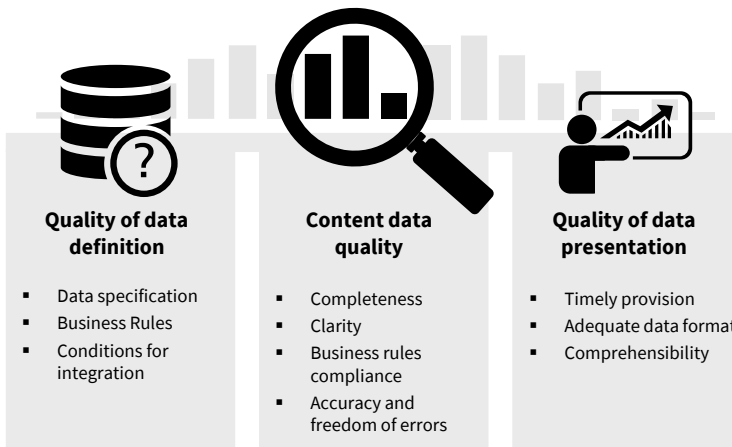 ?
Quality of data
definition
▪ Data specification
▪ Business Rules
▪ Conditions for
integration
Content data
quality
▪ Completeness
▪ Clarity
▪ Business rules
compliance
▪ Accuracy and
freedom of errors
Quality of data
presentation
▪ Timely provision
▪ Adequate data format
▪ Comprehensibility